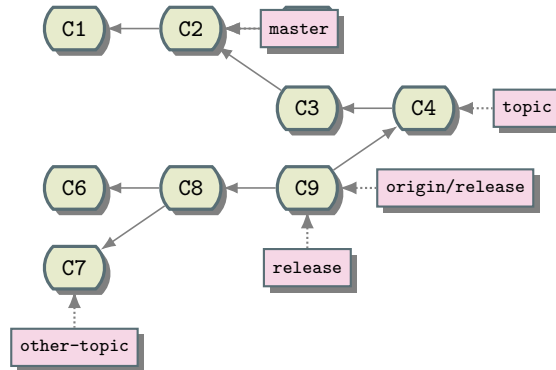 C1
C2
master
C3
C4
topic
C6
C8
C9
origin/release
C7
release
other-topic